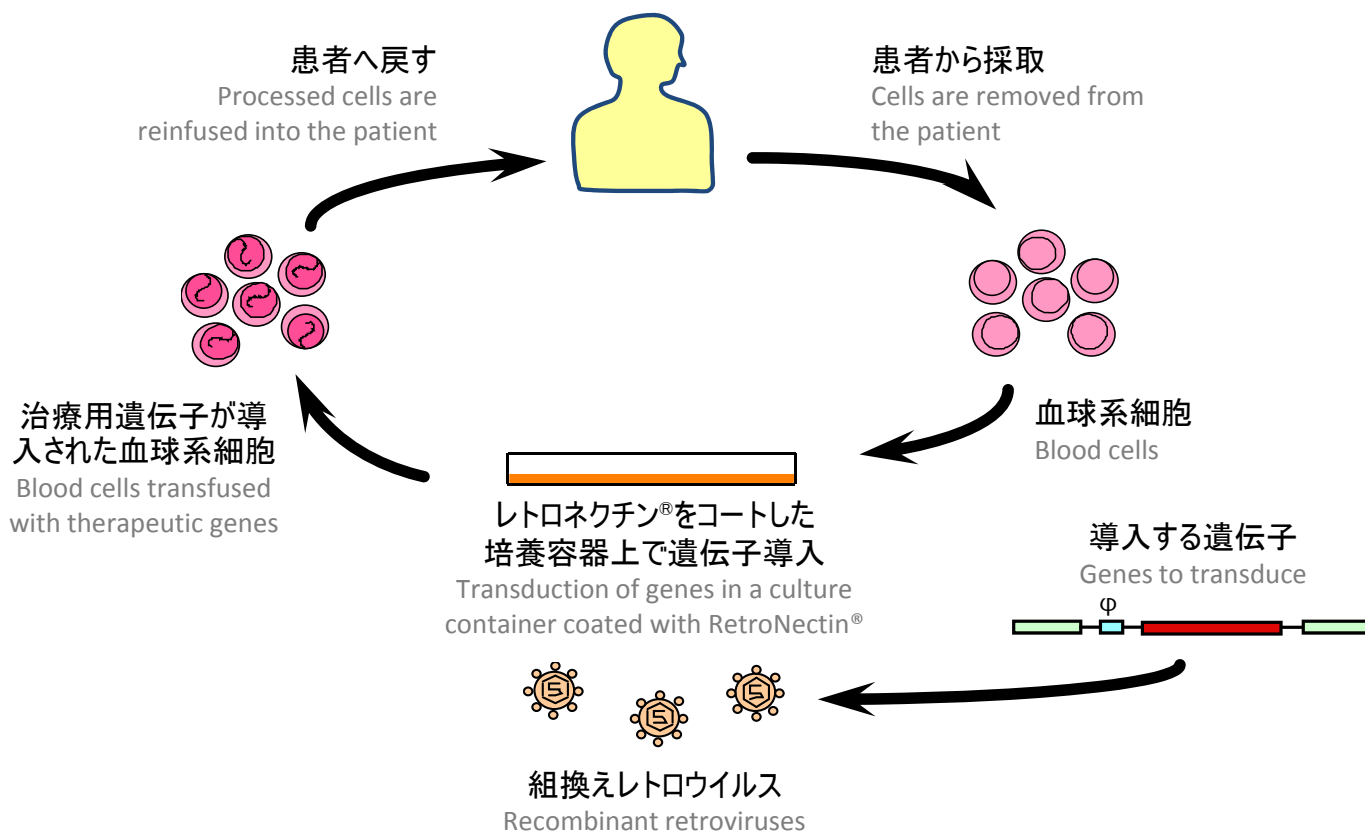 患者へ戻す
Processed cells are
reinfused into the patient
患者から採取
Cells are removed from
the patient
血球系細胞
Blood cells
治療用遺伝子が導
入された血球系細胞
Blood cells transfused
with therapeutic genes
レトロネクチン®をコートした
培養容器上で遺伝子導入
Transduction of genes in a culture
container coated with RetroNectin®
導入する遺伝子
Genes to transduce
φ
組換えレトロウイルス
Recombinant retroviruses